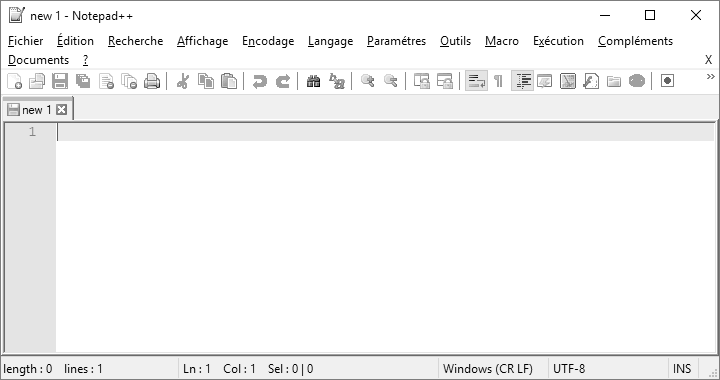 new 1 - Notepad++
Fichier Édition Recherche Affichage Encodage Langage Paramétres Outils Macro Exécution Compléments
Documents ? X
new 1
1
length : 0 lines : 1 Ln : 1 Col : 1 Sel : 0 | 0 Windows (CR LF) UTF-8 INS